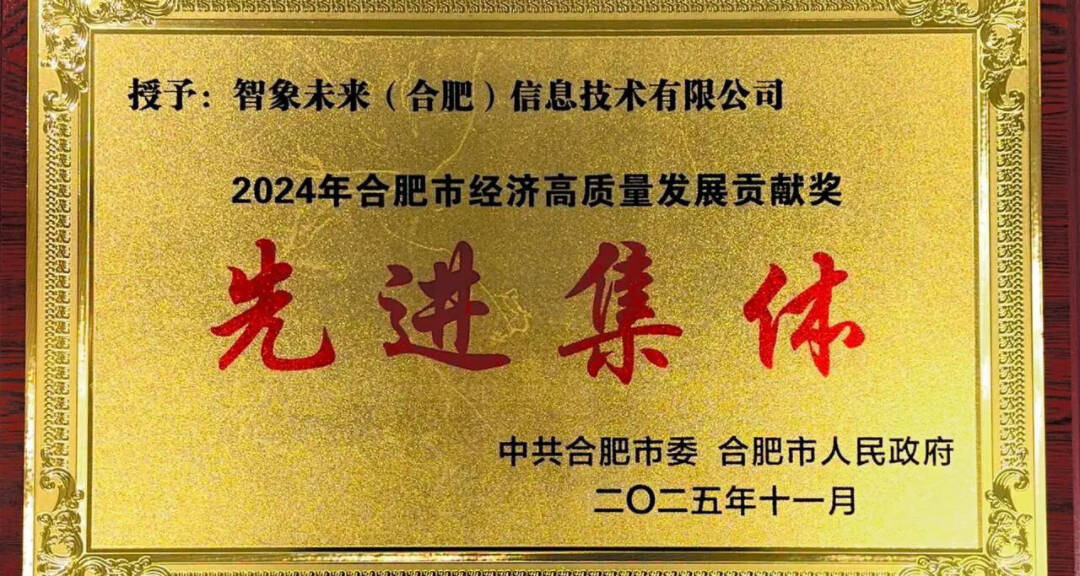 授予：智象未来（合肥）信息技术有限公司
2024年合肥市经济高质量发展贡献奖
先进集体
中共合肥市委 合肥市人民政府
二〇二五年十一月